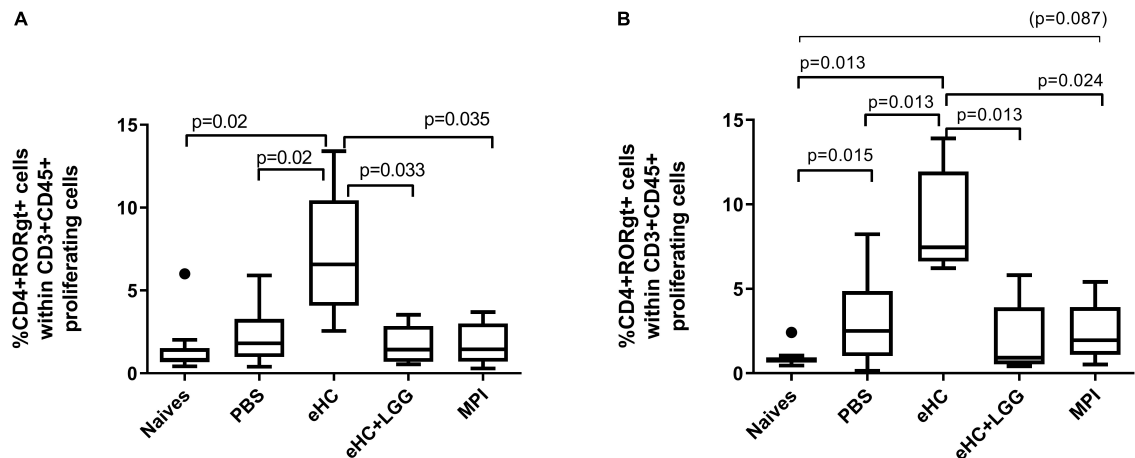 A
%CD4+RORgt+ cells
within CD3+CD45+
proliferating cells
15
10
5
0
p=0.02
p=0.035
p=0.02
p=0.033
Naives
PBS
eHC
eHC+LGG
MPI
B
%CD4+RORgt+ cells
within CD3+CD45+
proliferating cells
15
10
5
0
(p=0.087)
p=0.013
p=0.024
p=0.013
p=0.013
p=0.015
Naives
PBS
eHC
eHC+LGG
MPI